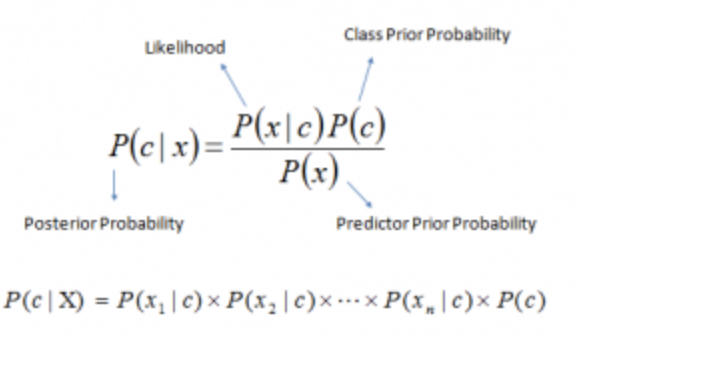 Likelihood
Class Prior Probability
P(c | x) = P(x | c)P(c) / P(x)
Posterior Probability
Predictor Prior Probability
P(c | X) = P(x₁ | c) × P(x₂ | c) × ··· × P(xₙ | c) × P(c)